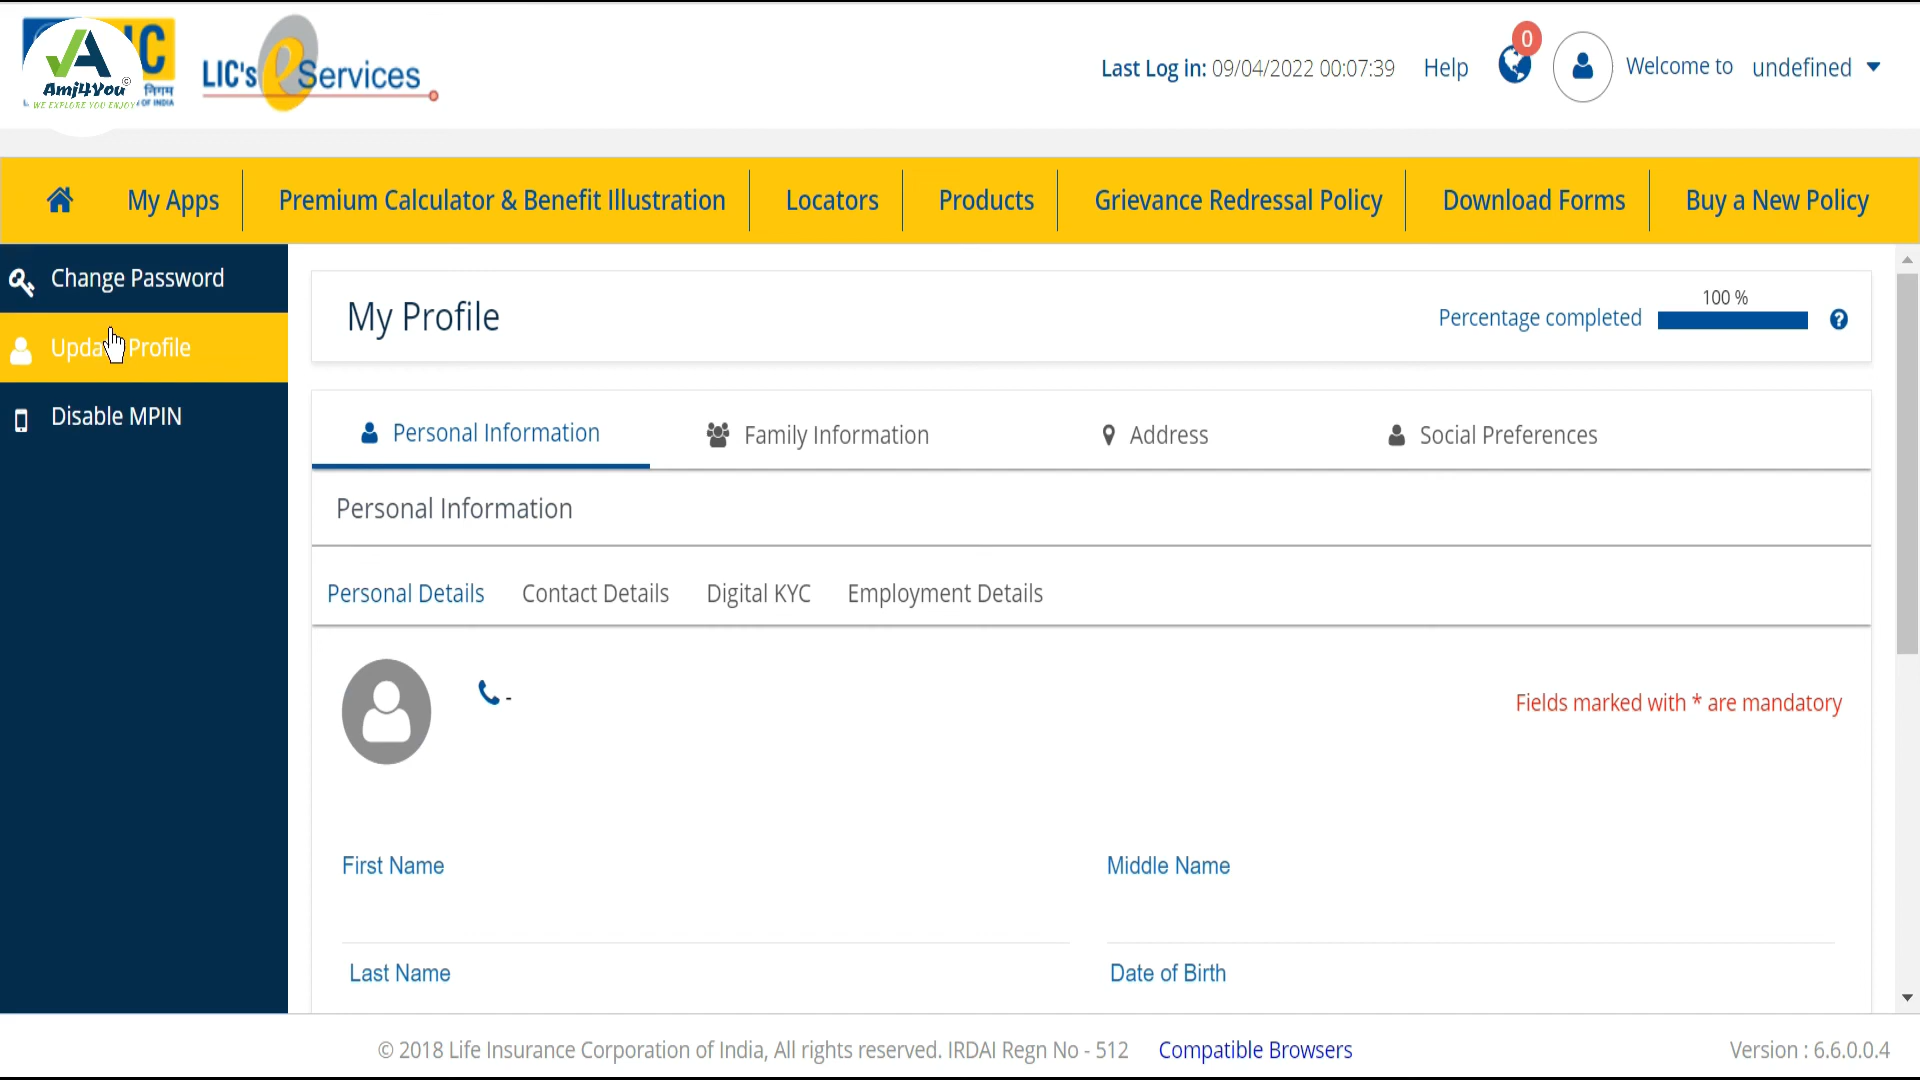 C
निगम
OF INDIA
Amj4You©
WE EXPLORE YOU ENJOY
LIC's eServices
Last Log in: 09/04/2022 00:07:39
Help
0
Welcome to undefined
My Apps
Premium Calculator & Benefit Illustration
Locators
Products
Grievance Redressal Policy
Download Forms
Buy a New Policy
Change Password
Update Profile
Disable MPIN
My Profile
Percentage completed
100 %
?
Personal Information
Family Information
Address
Social Preferences
Personal Information
Personal Details
Contact Details
Digital KYC
Employment Details
-
Fields marked with * are mandatory
First Name
Middle Name
Last Name
Date of Birth
© 2018 Life Insurance Corporation of India, All rights reserved. IRDAI Regn No - 512
Compatible Browsers
Version : 6.6.0.0.4